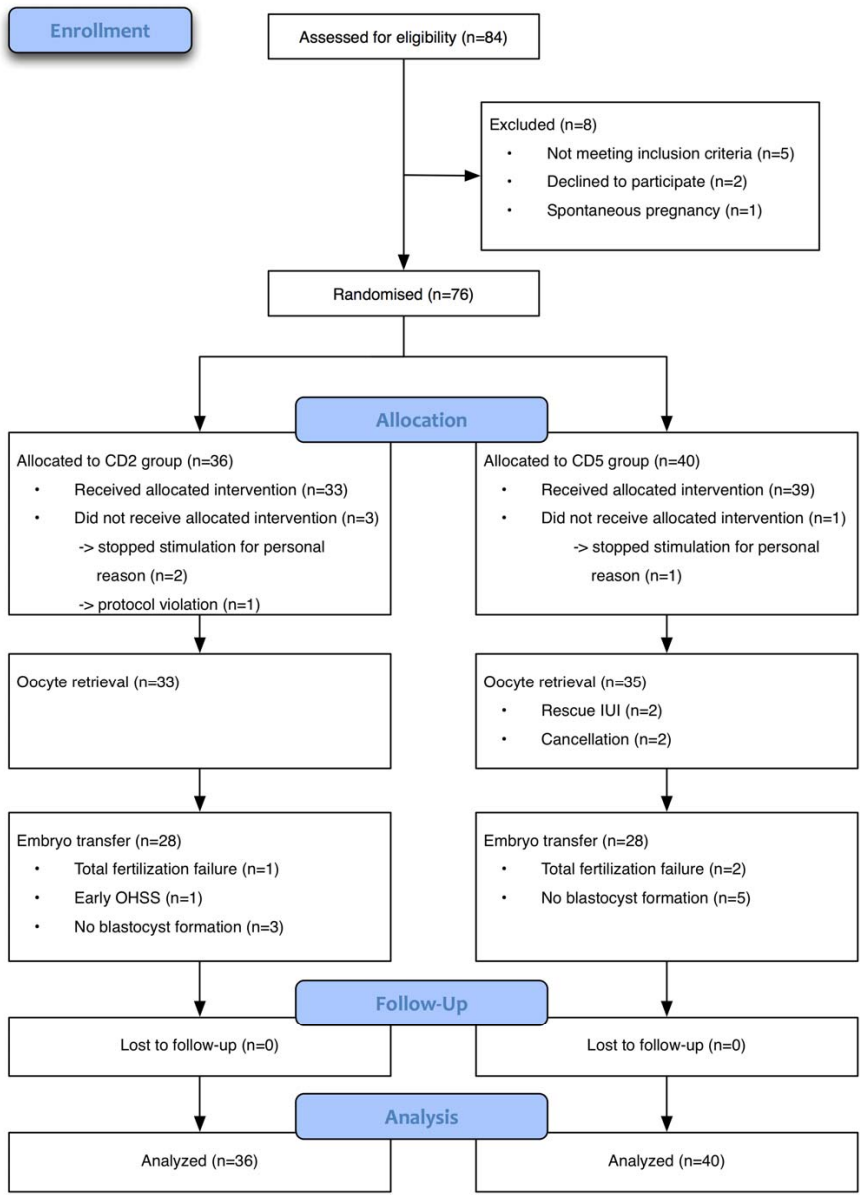 Enrollment
Assessed for eligibility (n=84)
Excluded (n=8)
• Not meeting inclusion criteria (n=5)
• Declined to participate (n=2)
• Spontaneous pregnancy (n=1)
Randomised (n=76)
Allocation
Allocated to CD2 group (n=36)
• Received allocated intervention (n=33)
• Did not receive allocated intervention (n=3)
-> stopped stimulation for personal
reason (n=2)
-> protocol violation (n=1)
Allocated to CD5 group (n=40)
• Received allocated intervention (n=39)
• Did not receive allocated intervention (n=1)
-> stopped stimulation for personal
reason (n=1)
Oocyte retrieval (n=33)
Oocyte retrieval (n=35)
• Rescue IUI (n=2)
• Cancellation (n=2)
Embryo transfer (n=28)
• Total fertilization failure (n=1)
• Early OHSS (n=1)
• No blastocyst formation (n=3)
Embryo transfer (n=28)
• Total fertilization failure (n=2)
• No blastocyst formation (n=5)
Follow-Up
Lost to follow-up (n=0)
Lost to follow-up (n=0)
Analysis
Analyzed (n=36)
Analyzed (n=40)